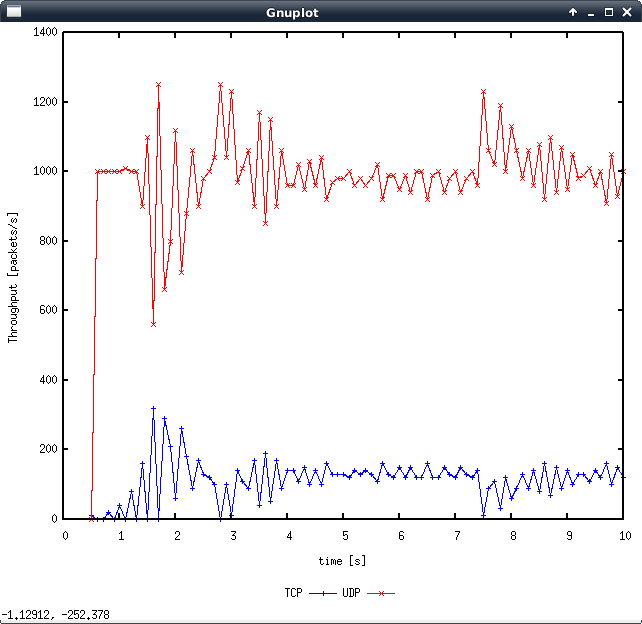 Gnuplot
1400
1200
1000
800
600
400
200
0
Throughput [packets/s]
0 1 2 3 4 5 6 7 8 9 10
time [s]
TCP UDP
-1.12912, -252.378